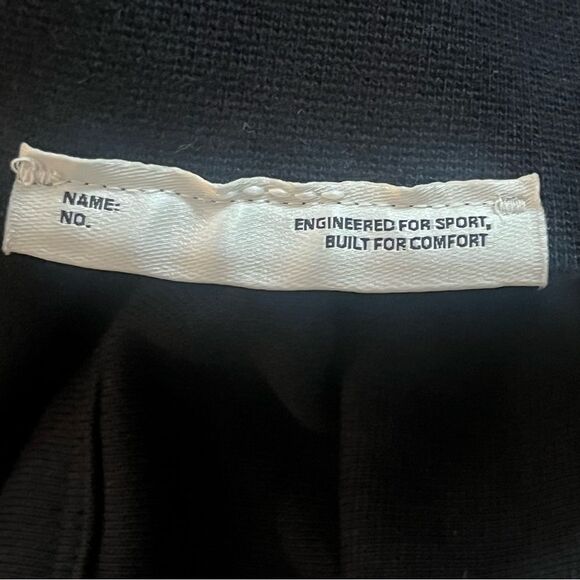 NAME:
NO.
ENGINEERED FOR SPORT,
BUILT FOR COMFORT